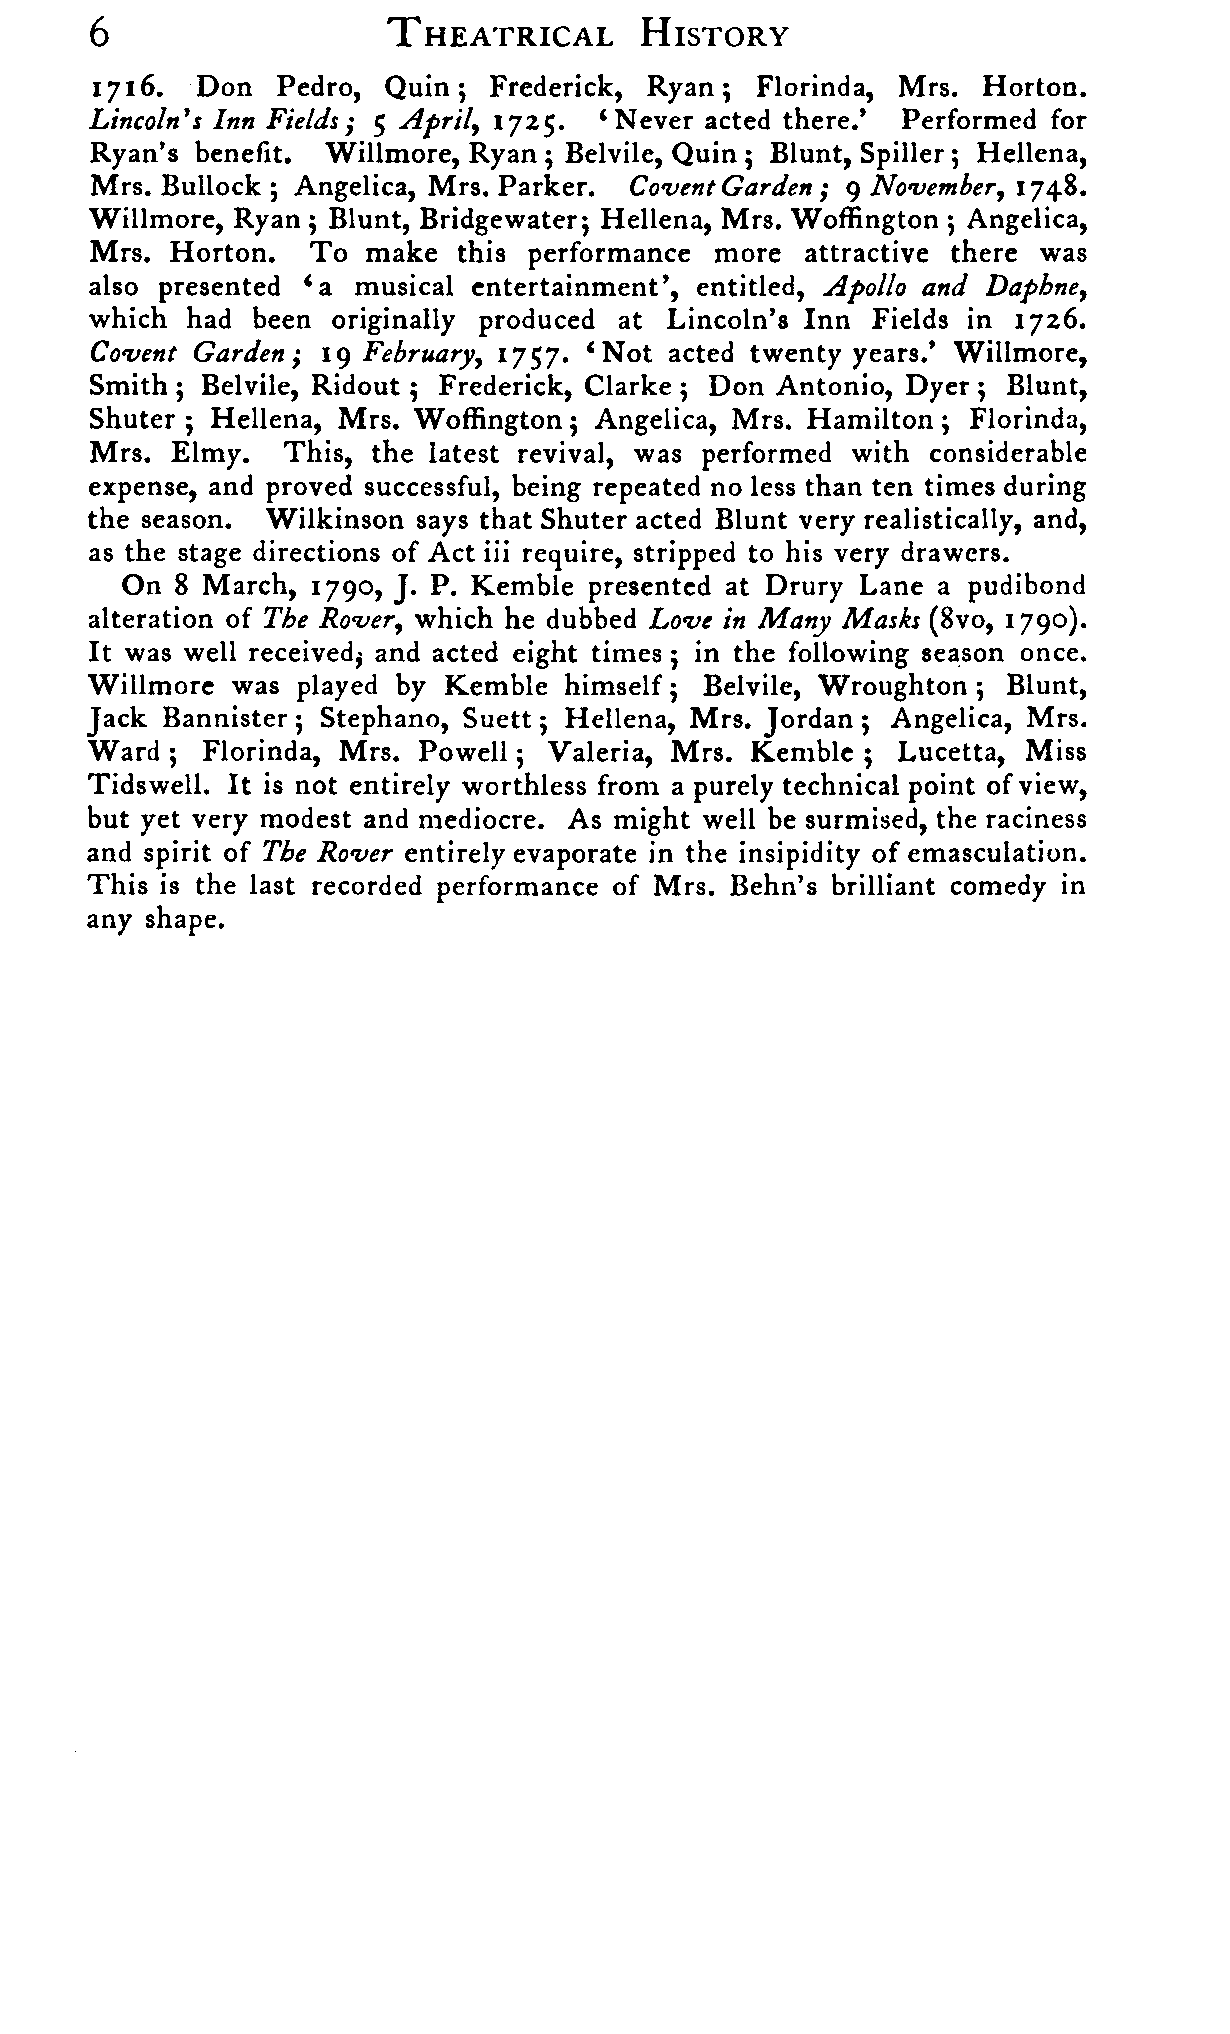 6 THEATRICAL HISTORY
1716. Don Pedro, Quin; Frederick, Ryan; Florinda, Mrs. Horton.
Lincoln's Inn Fields; 5 April, 1725. 'Never acted there.' Performed for
Ryan's benefit. Willmore, Ryan; Belvile, Quin; Blunt, Spiller; Hellena,
Mrs. Bullock; Angelica, Mrs. Parker. Covent Garden; 9 November, 1748.
Willmore, Ryan; Blunt, Bridgewater; Hellena, Mrs. Woffington; Angelica,
Mrs. Horton. To make this performance more attractive there was
also presented 'a musical entertainment', entitled, Apollo and Daphne,
which had been originally produced at Lincoln's Inn Fields in 1726.
Covent Garden; 19 February, 1757. 'Not acted twenty years.' Willmore,
Smith; Belvile, Ridout; Frederick, Clarke; Don Antonio, Dyer; Blunt,
Shuter; Hellena, Mrs. Woffington; Angelica, Mrs. Hamilton; Florinda,
Mrs. Elmy. This, the latest revival, was performed with considerable
expense, and proved successful, being repeated no less than ten times during
the season. Wilkinson says that Shuter acted Blunt very realistically, and,
as the stage directions of Act iii require, stripped to his very drawers.
On 8 March, 1790, J. P. Kemble presented at Drury Lane a pudibond
alteration of The Rover, which he dubbed Love in Many Masks (8vo, 1790).
It was well received, and acted eight times; in the following season once.
Willmore was played by Kemble himself; Belvile, Wroughton; Blunt,
Jack Bannister; Stephano, Suett; Hellena, Mrs. Jordan; Angelica, Mrs.
Ward; Florinda, Mrs. Powell; Valeria, Mrs. Kemble; Lucetta, Miss
Tidswell. It is not entirely worthless from a purely technical point of view,
but yet very modest and mediocre. As might well be surmised, the raciness
and spirit of The Rover entirely evaporate in the insipidity of emasculation.
This is the last recorded performance of Mrs. Behn's brilliant comedy in
any shape.